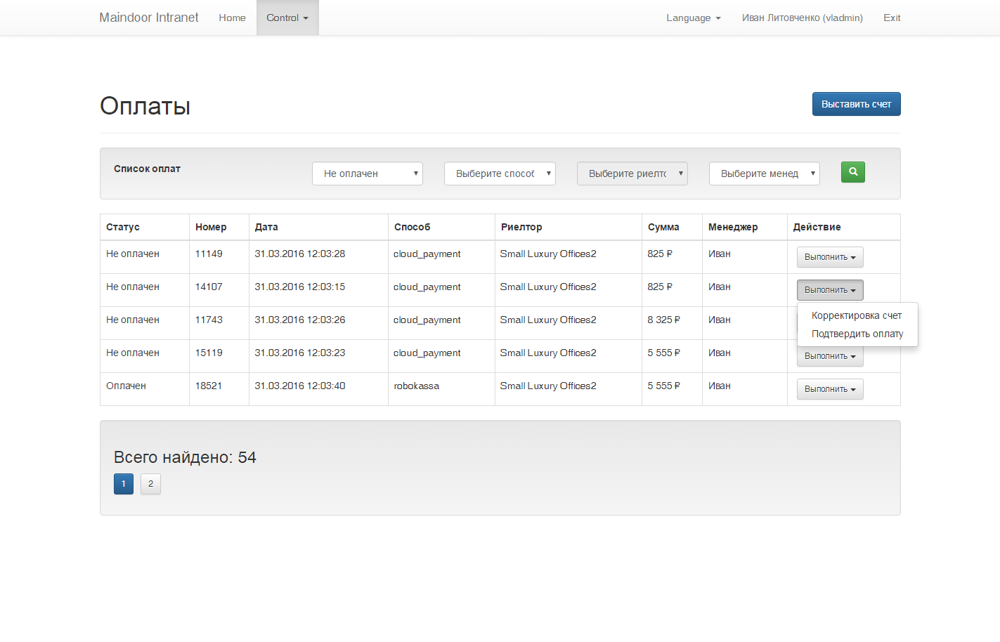 Maindoor Intranet Home Control Language Иван Литовченко (vladmin) Exit
Оплаты Выставить счет
Список оплат Не оплачен Выберите способ Выберите риелто Выберите менед
Статус Номер Дата Способ Риелтор Сумма Менеджер Действие
Не оплачен 11149 31.03.2016 12:03:28 cloud_payment Small Luxury Offices2 825 ₽ Иван Выполнить
Не оплачен 14107 31.03.2016 12:03:15 cloud_payment Small Luxury Offices2 825 ₽ Иван Выполнить
Не оплачен 11743 31.03.2016 12:03:26 cloud_payment Small Luxury Offices2 8 325 ₽ Иван Корректировка счет
Подтвердить оплату
Не оплачен 15119 31.03.2016 12:03:23 cloud_payment Small Luxury Offices2 5 555 ₽ Иван Выполнить
Оплачен 18521 31.03.2016 12:03:40 robokassa Small Luxury Offices2 5 555 ₽ Иван Выполнить
Всего найдено: 54
1 2